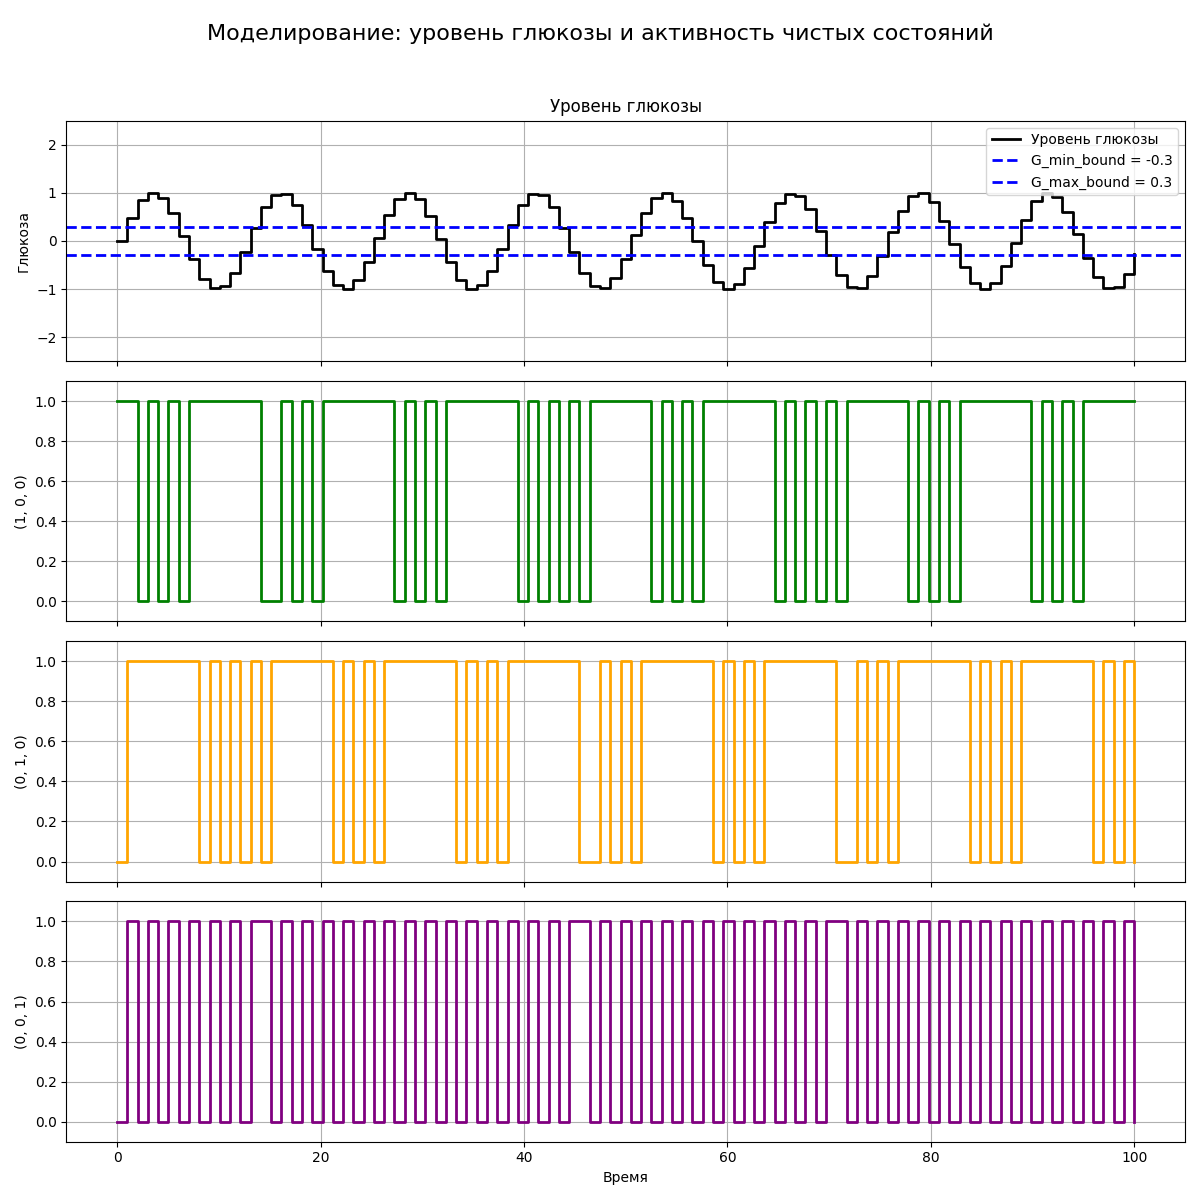 Моделирование: уровень глюкозы и активность чистых состояний
Уровень глюкозы
Глюкоза
2
1
0
−1
−2
Уровень глюкозы
G_min_bound = -0.3
G_max_bound = 0.3
(1, 0, 0)
1.0
0.8
0.6
0.4
0.2
0.0
(0, 1, 0)
1.0
0.8
0.6
0.4
0.2
0.0
(0, 0, 1)
1.0
0.8
0.6
0.4
0.2
0.0
0 20 40 60 80 100
Время